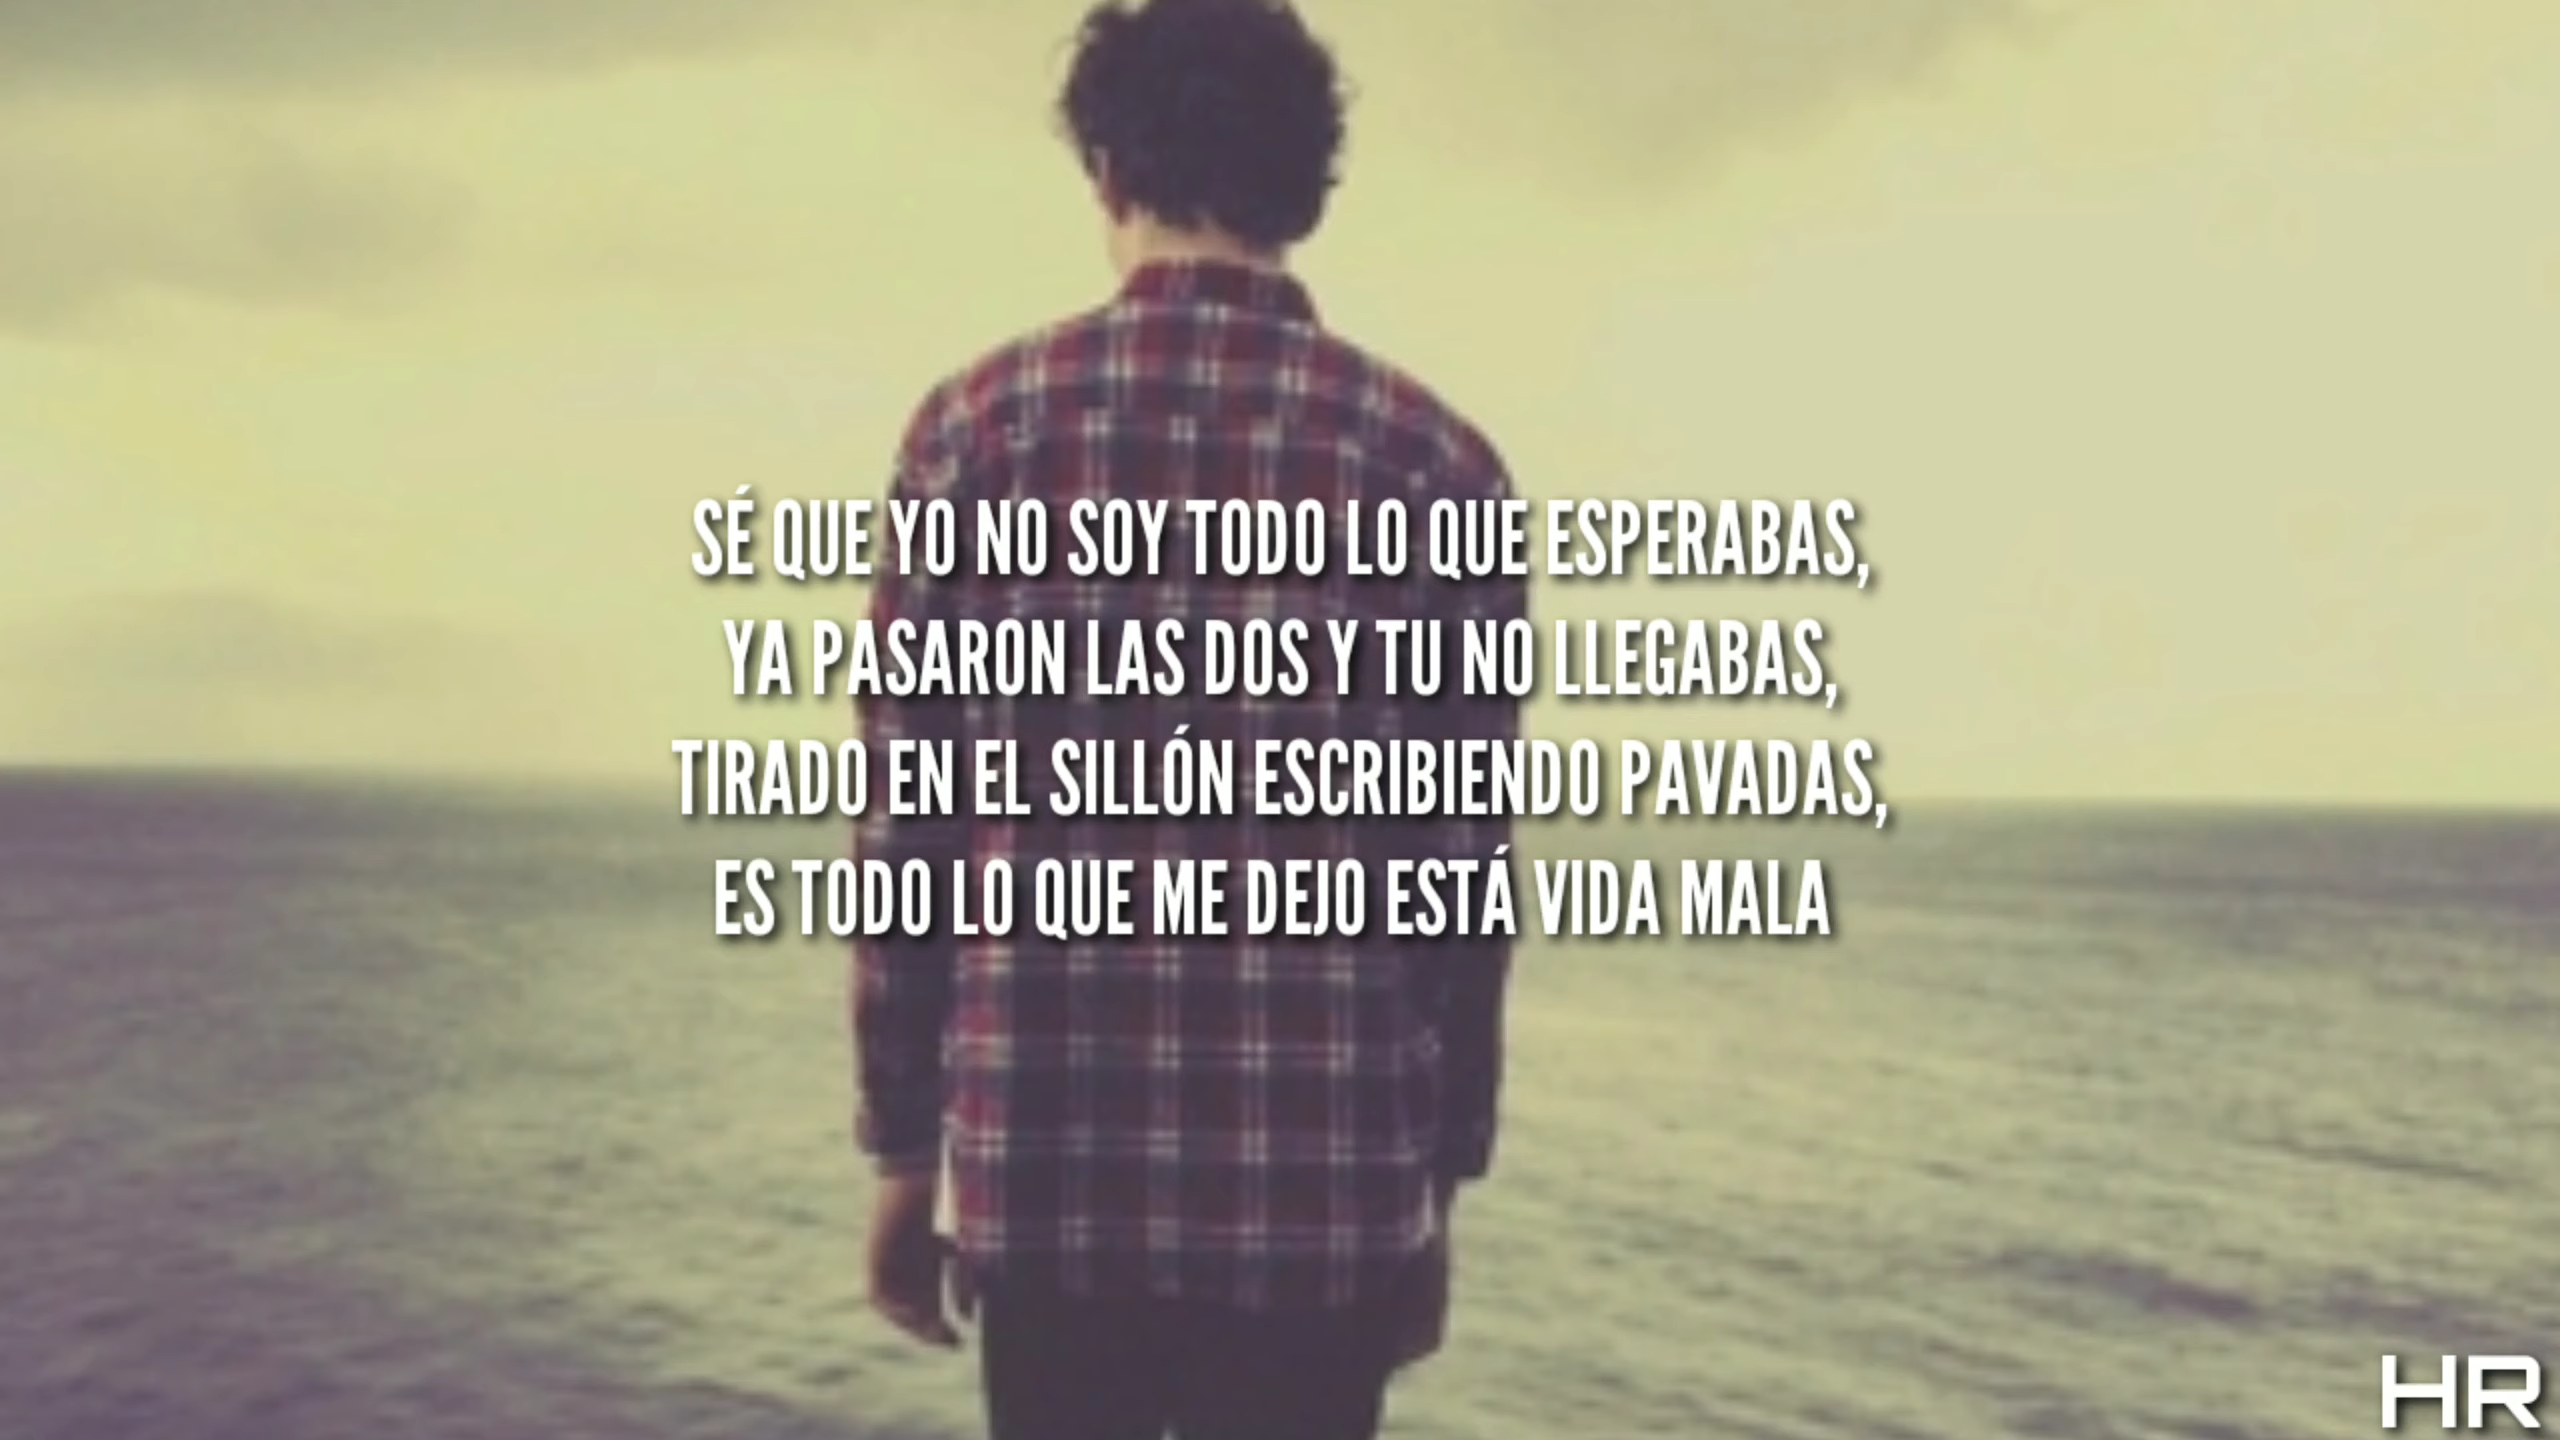 SÉ QUE YO NO SOY TODO LO QUE ESPERABAS,
YA PASARON LAS DOS Y TU NO LLEGABAS,
TIRADO EN EL SILLÓN ESCRIBIENDO PAVADAS,
ES TODO LO QUE ME DEJO ESTÁ VIDA MALA
HR